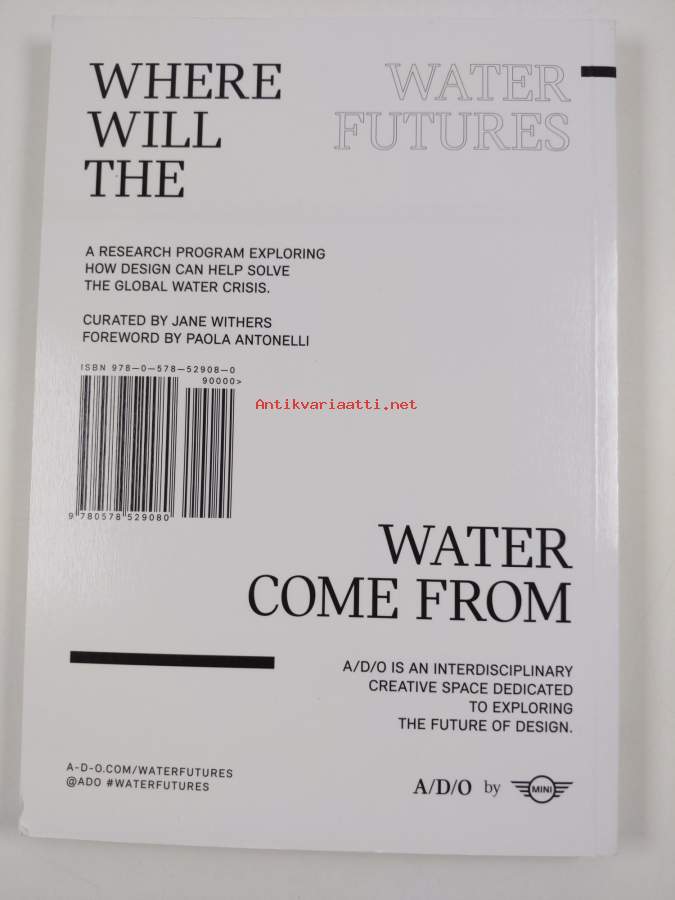 WHERE
WILL
THE
WATER
FUTURES
A RESEARCH PROGRAM EXPLORING
HOW DESIGN CAN HELP SOLVE
THE GLOBAL WATER CRISIS.
CURATED BY JANE WITHERS
FOREWORD BY PAOLA ANTONELLI
ISBN 978-0-578-52908-0
90000>
9 780578 529080
Antikvariaatti.net
WATER
COME FROM
A/D/O IS AN INTERDISCIPLINARY
CREATIVE SPACE DEDICATED
TO EXPLORING
THE FUTURE OF DESIGN.
A-D-O.COM/WATERFUTURES
@ADO #WATERFUTURES
A/D/O by MINI